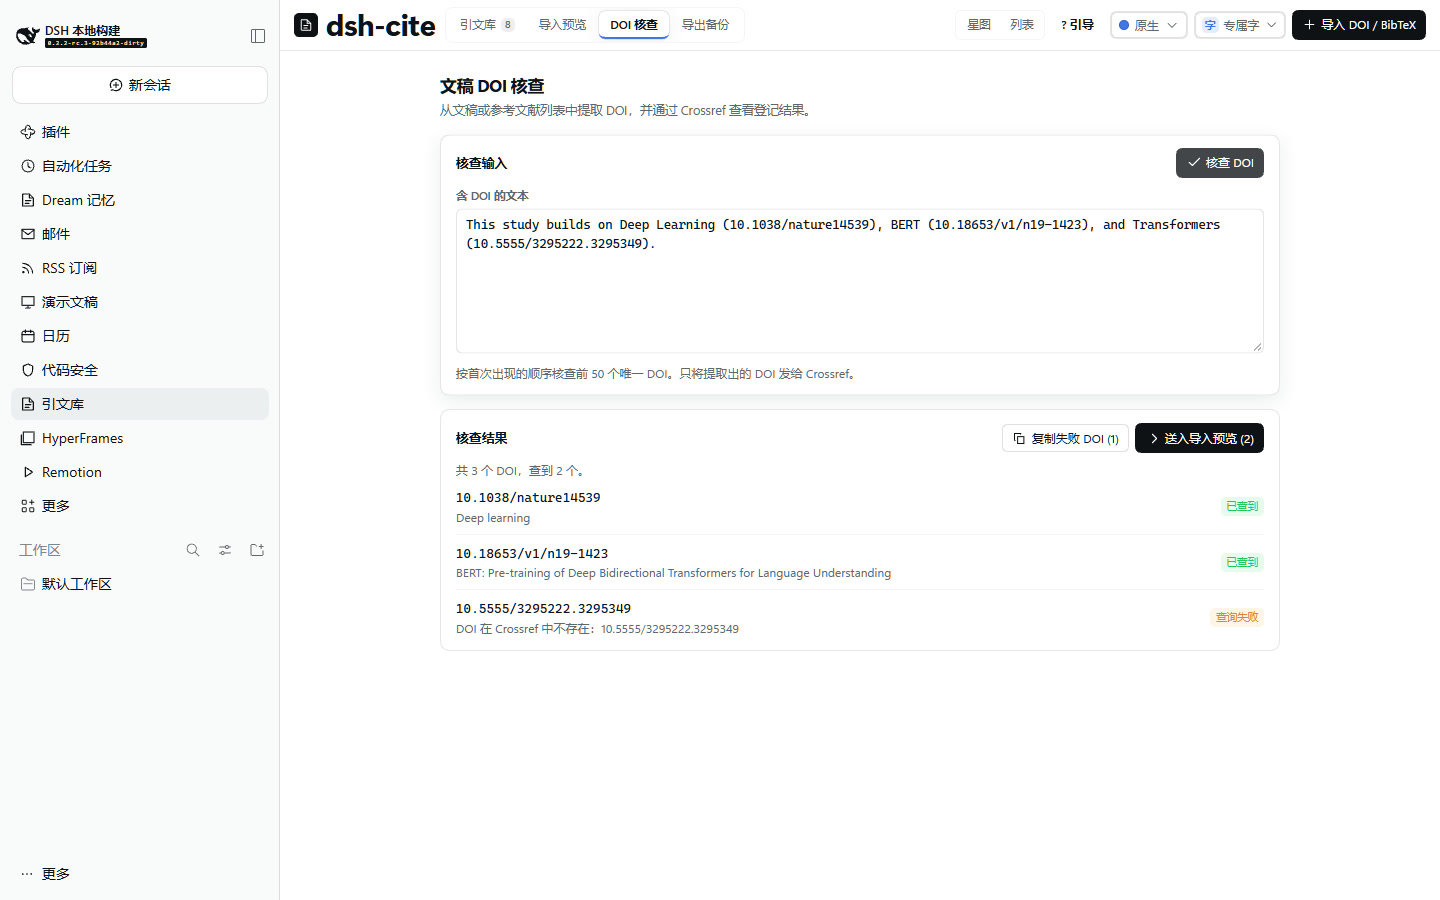 DSH 本地构建
0.2.2-rc.3-92b44a2-dirty
新会话
插件
自动化任务
Dream 记忆
邮件
RSS 订阅
演示文稿
日历
代码安全
引文库
HyperFrames
Remotion
更多
工作区
默认工作区
更多
dsh-cite
引文库 8
导入预览
DOI 核查
导出备份
星图
列表
? 引导
原生
字 专属字
导入 DOI / BibTeX
文稿 DOI 核查
从文稿或参考文献列表中提取 DOI，并通过 Crossref 查看登记结果。
核查输入
核查 DOI
含 DOI 的文本
This study builds on Deep Learning (10.1038/nature14539), BERT (10.18653/v1/n19-1423), and Transformers
(10.5555/3295222.3295349).
按首次出现的顺序核查前 50 个唯一 DOI。只将提取出的 DOI 发给 Crossref。
核查结果
复制失败 DOI (1)
送入导入预览 (2)
共 3 个 DOI，查到 2 个。
10.1038/nature14539
Deep learning
已查到
10.18653/v1/n19-1423
BERT: Pre-training of Deep Bidirectional Transformers for Language Understanding
已查到
10.5555/3295222.3295349
DOI 在 Crossref 中不存在：10.5555/3295222.3295349
查询失败